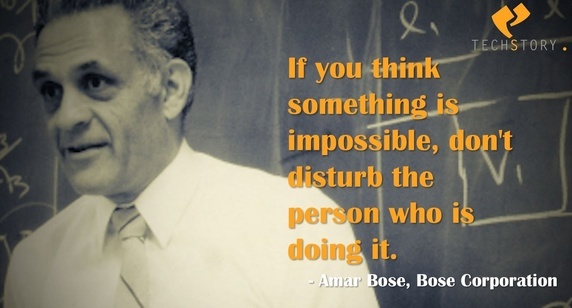 TECHSTORY.
If you think
something is
impossible, don't
disturb the
person who is
doing it.
- Amar Bose, Bose Corporation